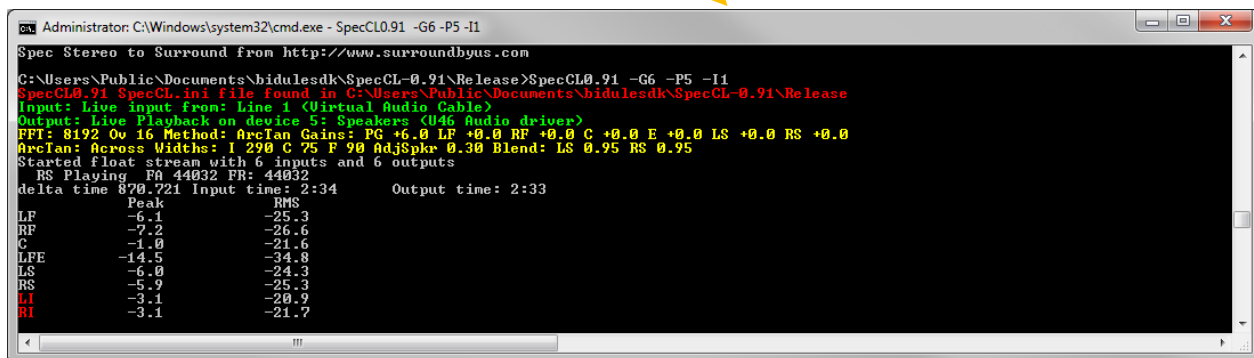 Administrator: C:\Windows\system32\cmd.exe - SpecCL0.91 -G6 -P5 -I1
Spec Stereo to Surround from http://www.surroundbyus.com
C:\Users\Public\Documents\bidulesdk\SpecCL-0.91\Release>SpecCL0.91 -G6 -P5 -I1
SpecCL0.91 SpecCL.ini file found in C:\Users\Public\Documents\bidulesdk\SpecCL-0.91\Release
Input: Live input from: Line 1 (Virtual Audio Cable)
Output: Live Playback on device 5: Speakers (U46 Audio driver)
FFT: 8192 Ov 16 Method: ArcTan Gains: PG +6.0 LF +0.0 RF +0.0 C +0.0 E +0.0 LS +0.0 RS +0.0
ArcTan: Across Widths: I 290 C 75 F 90 AdjSpkr 0.30 Blend: LS 0.95 RS 0.95
Started float stream with 6 inputs and 6 outputs
RS Playing FA 44032 FR: 44032
delta time 870.721 Input time: 2:34 Output time: 2:33
Peak RMS
LF -6.1 -25.3
RF -7.2 -26.6
C -1.0 -21.6
LFE -14.5 -34.8
LS -6.0 -24.3
RS -5.9 -25.3
LI -3.1 -20.9
RI -3.1 -21.7